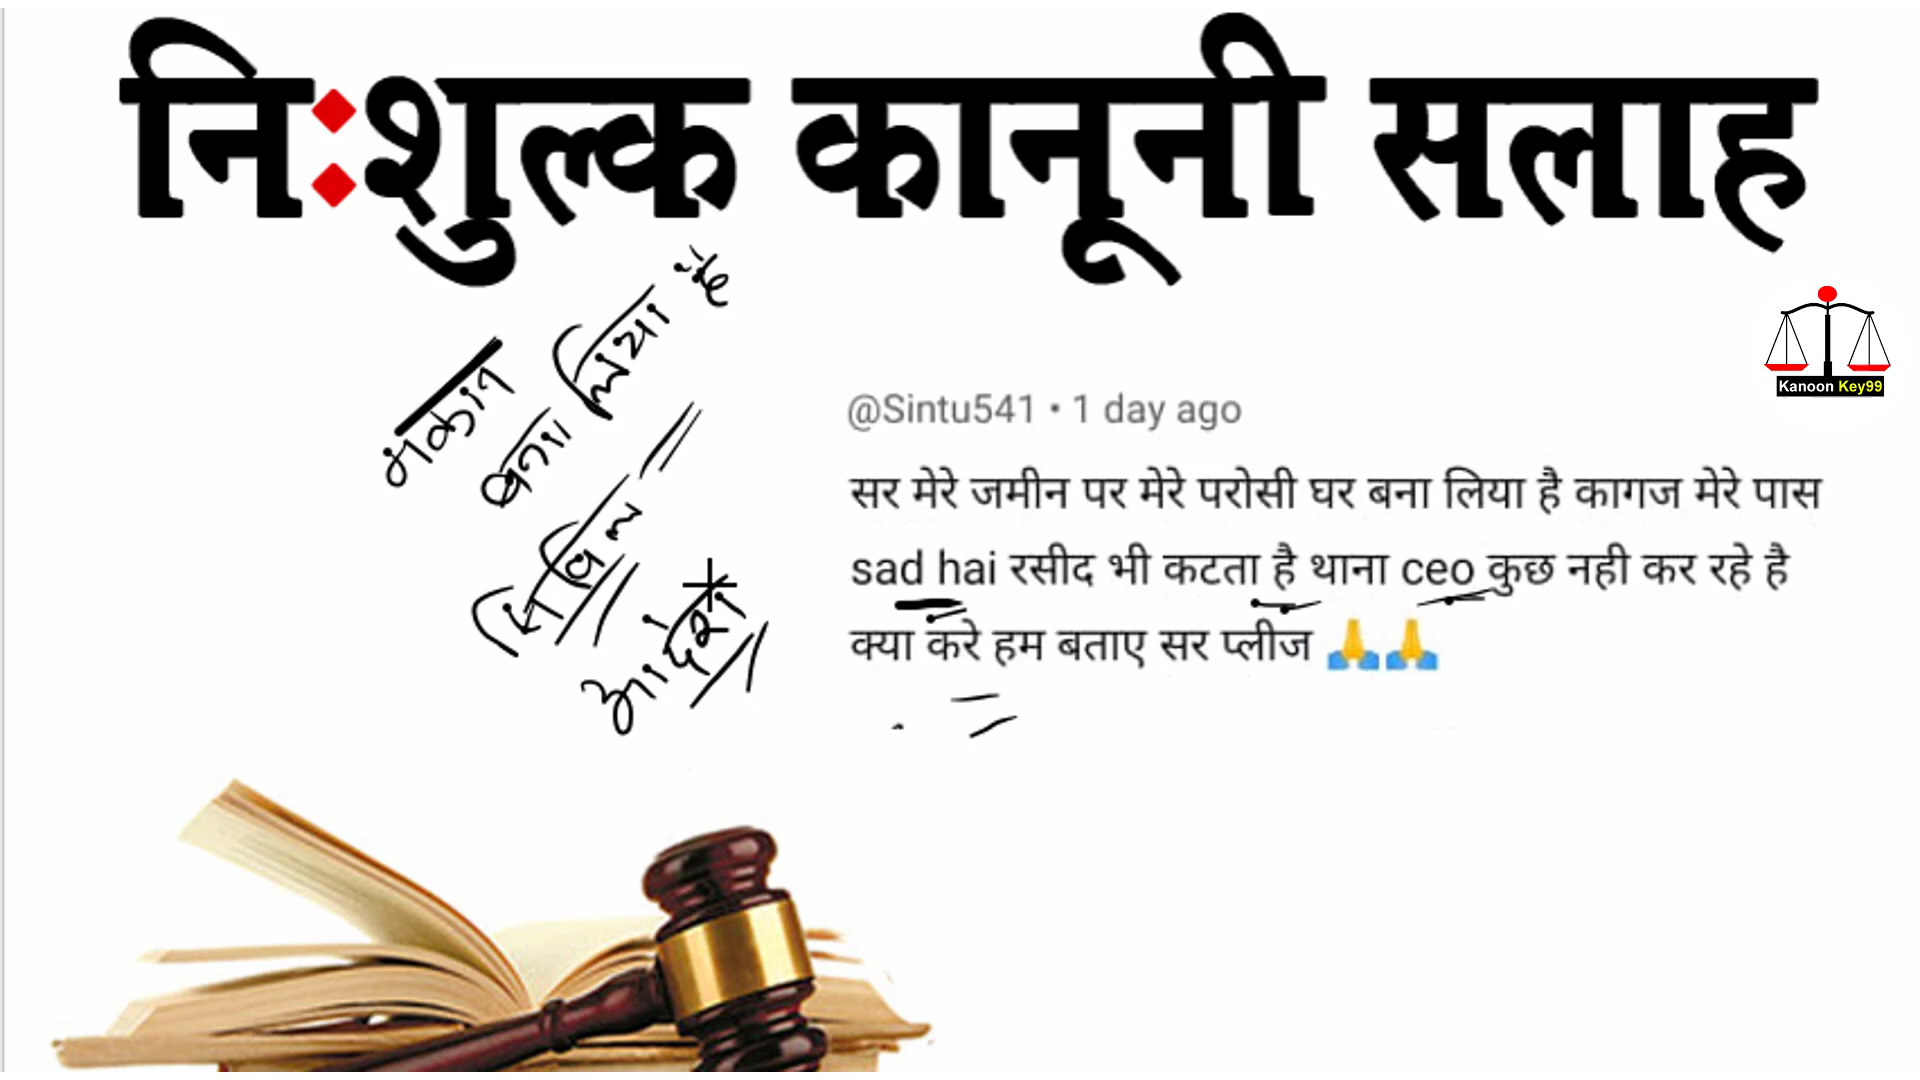 निःशुल्क कानूनी सलाह
मकान
बना लिया है
सिविल
आदेश
Kanoon Key99
@Sintu541 • 1 day ago
सर मेरे जमीन पर मेरे परोसी घर बना लिया है कागज मेरे पास
sad hai रसीद भी कटता है थाना ceo कुछ नही कर रहे है
क्या करे हम बताए सर प्लीज 🙏🙏